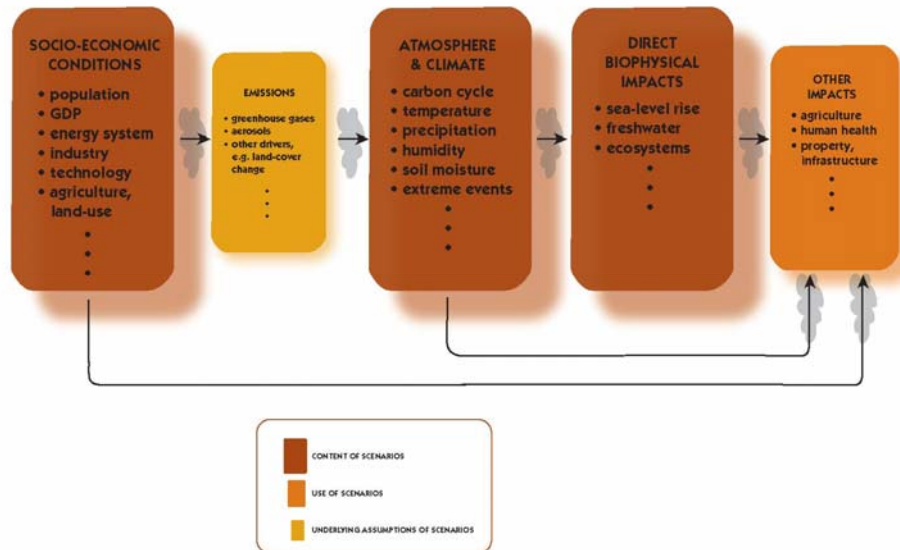 SOCIO-ECONOMIC
CONDITIONS
• population
• GDP
• energy system
• industry
• technology
• agriculture,
land-use
EMISSIONS
• greenhouse gases
• aerosols
• other drivers,
e.g. land-cover
change
ATMOSPHERE
& CLIMATE
• carbon cycle
• temperature
• precipitation
• humidity
• soil moisture
• extreme events
DIRECT
BIOPHYSICAL
IMPACTS
• sea-level rise
• freshwater
• ecosystems
OTHER
IMPACTS
• agriculture
• human health
• property,
infrastructure
CONTENT OF SCENARIOS
USE OF SCENARIOS
UNDERLYING ASSUMPTIONS OF SCENARIOS